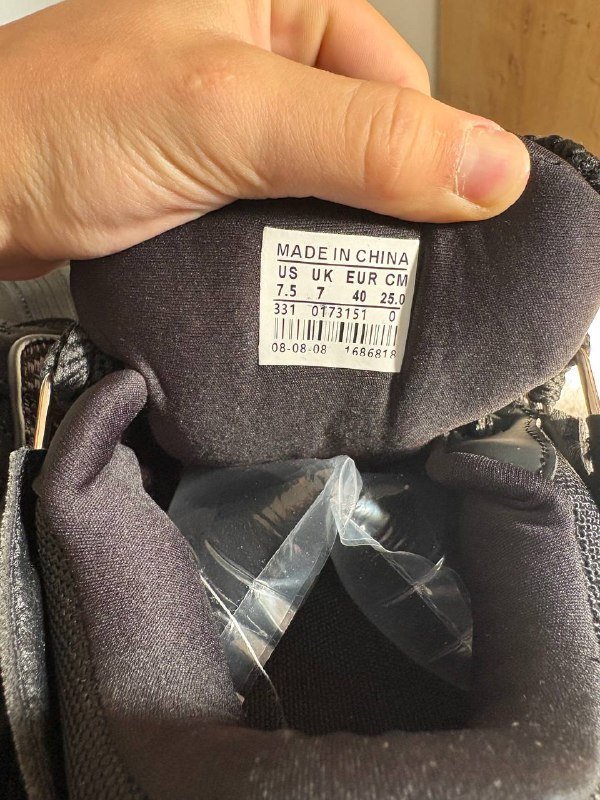 MADE IN CHINA
US UK EUR CM
7.5 7 40 25.0
331 0173151 0
08-08-08 1686818